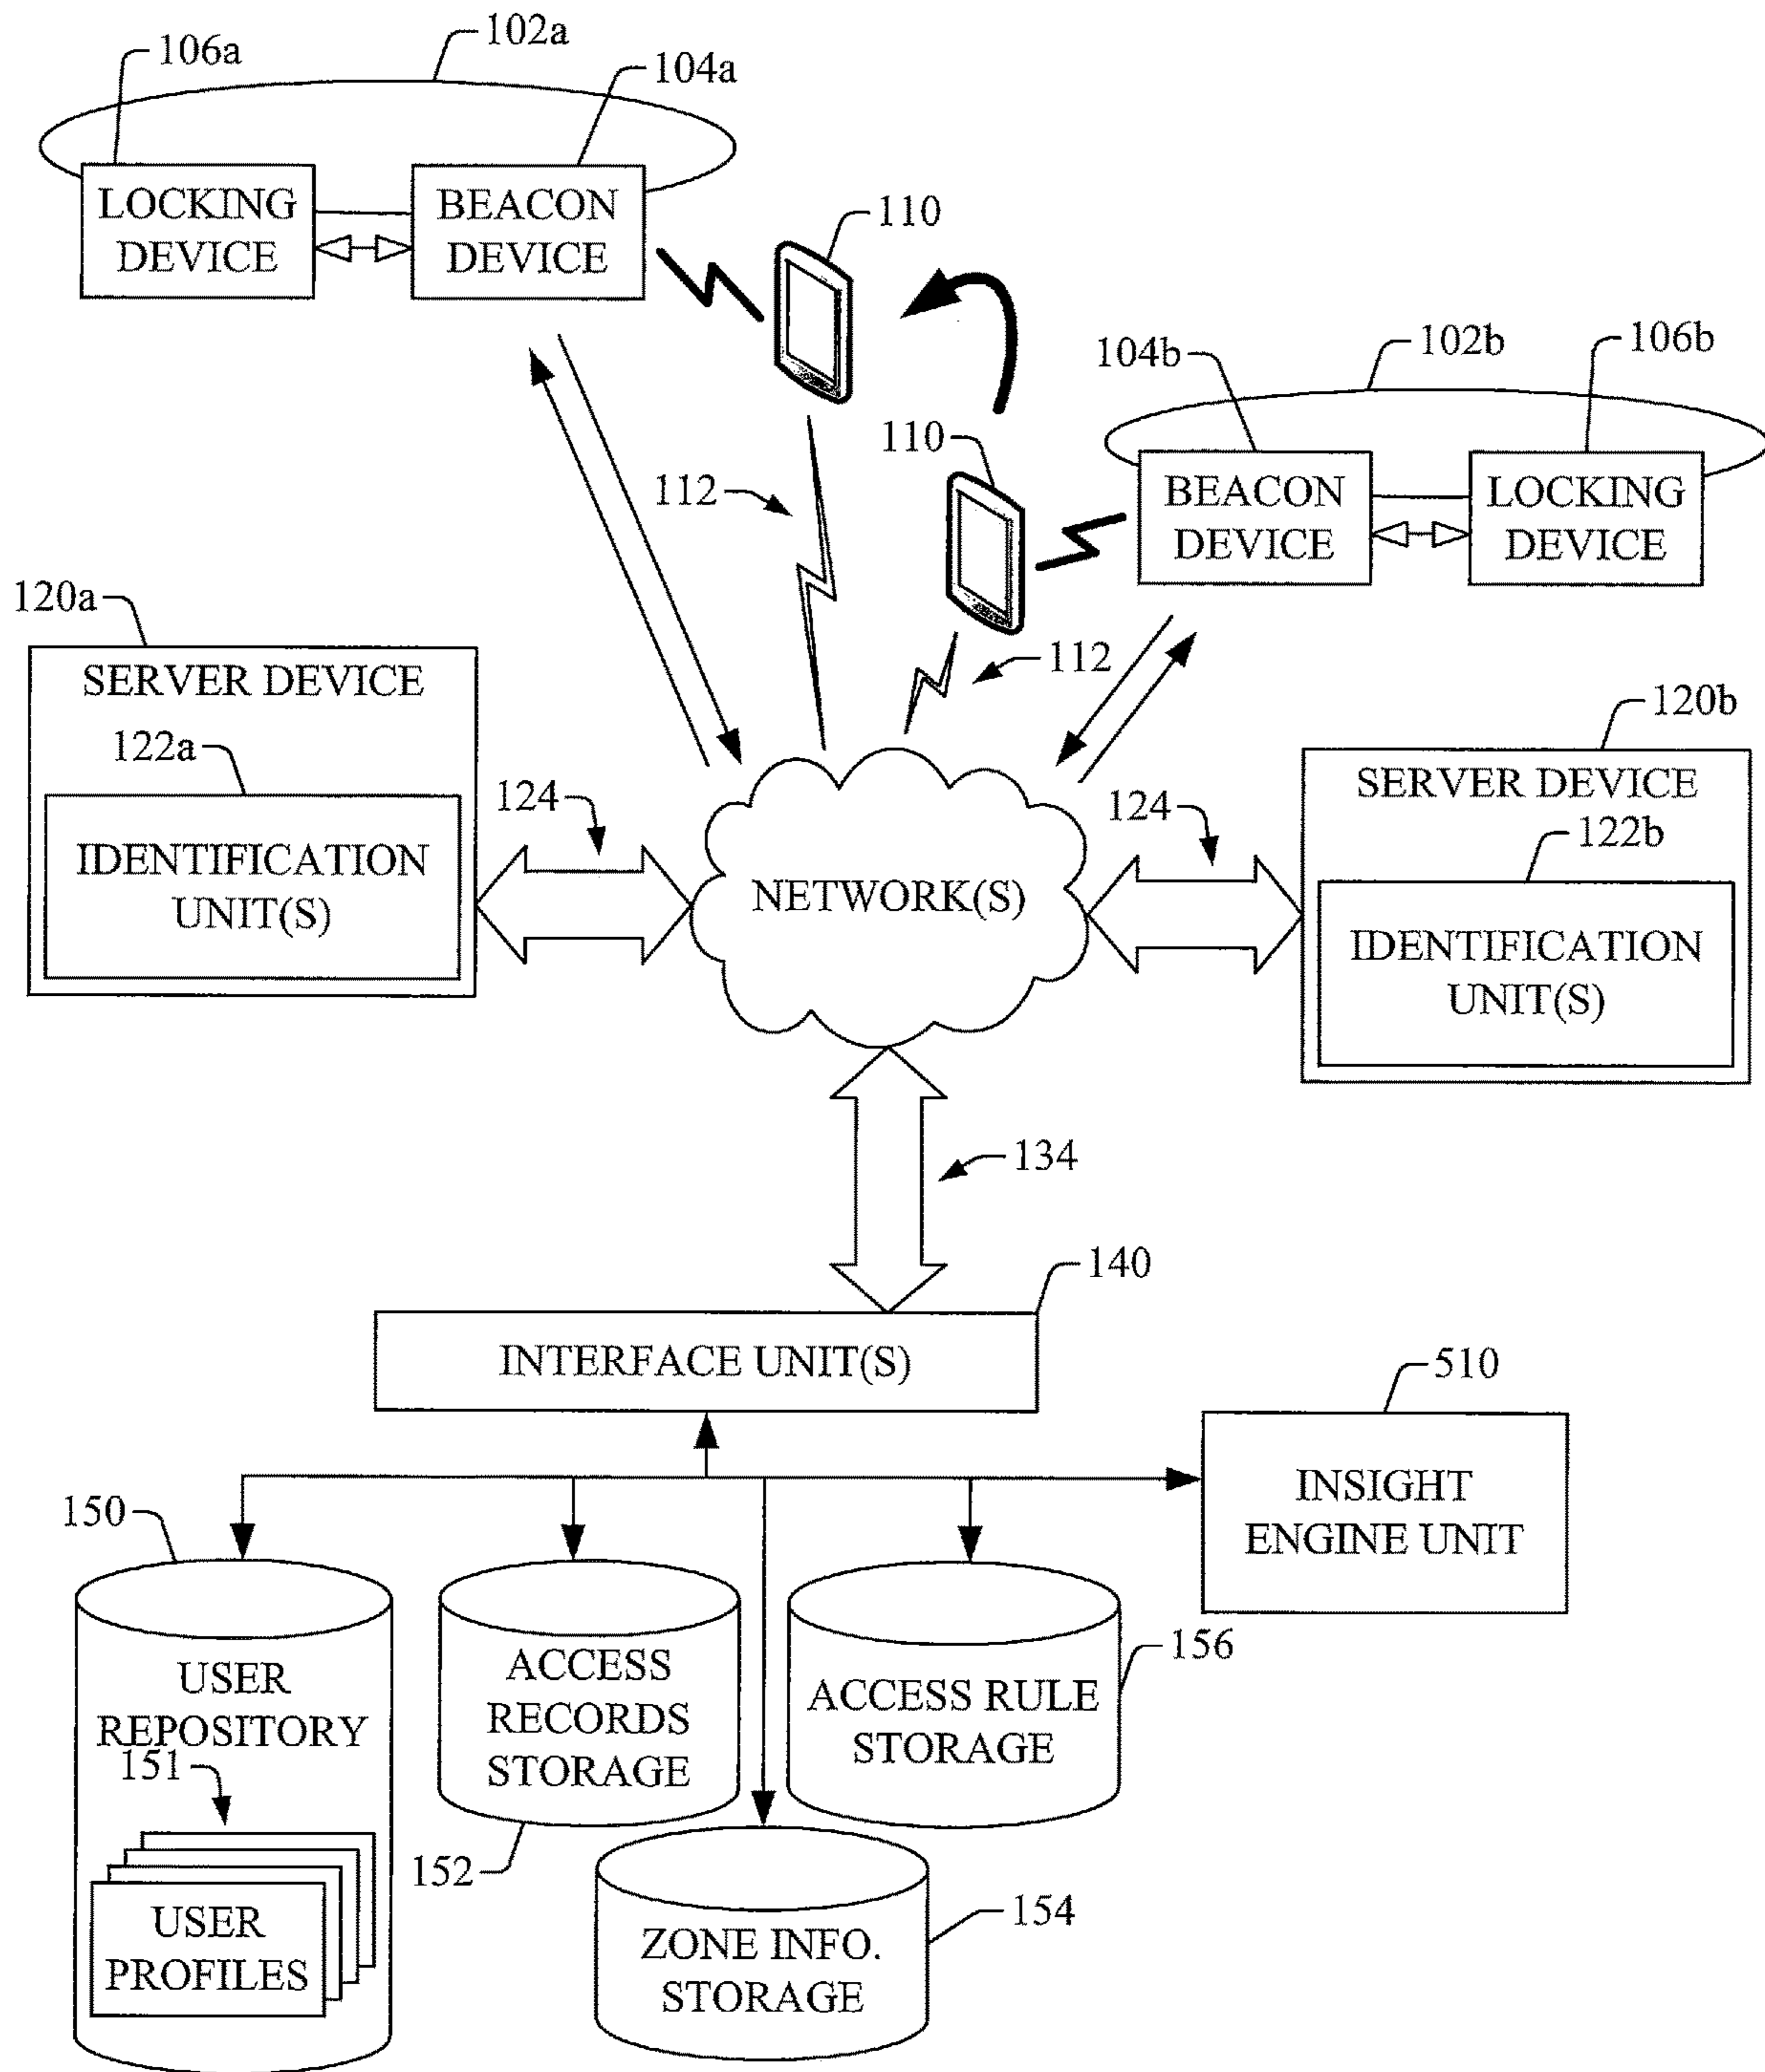 102a
106a
104a
LOCKING
DEVICE
BEACON
DEVICE
110
102b
104b
106b
110
BEACON
DEVICE
LOCKING
DEVICE
112
120a
112
SERVER DEVICE
120b
122a
124
SERVER DEVICE
124
122b
IDENTIFICATION
UNIT(S)
NETWORK(S)
IDENTIFICATION
UNIT(S)
134
140
INTERFACE UNIT(S)
510
INSIGHT
ENGINE UNIT
150
156
USER
REPOSITORY
151
USER
PROFILES
ACCESS
RECORDS
STORAGE
152
ACCESS RULE
STORAGE
154
ZONE INFO.
STORAGE